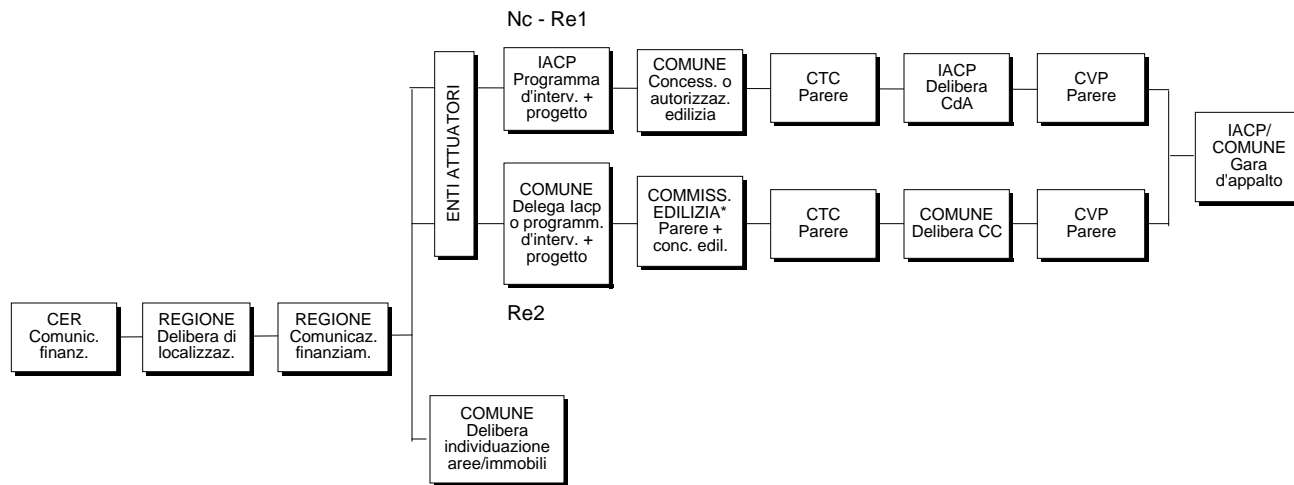 Nc - Re1
ENTI ATTUATORI
IACP
Programma
d'interv. +
progetto
COMUNE
Concess. o
autorizzaz.
edilizia
CTC
Parere
IACP
Delibera
CdA
CVP
Parere
IACP/
COMUNE
Gara
d'appalto
COMUNE
Delega Iacp
o programm.
d'interv. +
progetto
COMMISS.
EDILIZIA*
Parere +
conc. edil.
CTC
Parere
COMUNE
Delibera CC
CVP
Parere
Re2
CER
Comunic.
finanz.
REGIONE
Delibera di
localizzaz.
REGIONE
Comunicaz.
finanziam.
COMUNE
Delibera
individuazione
aree/immobili